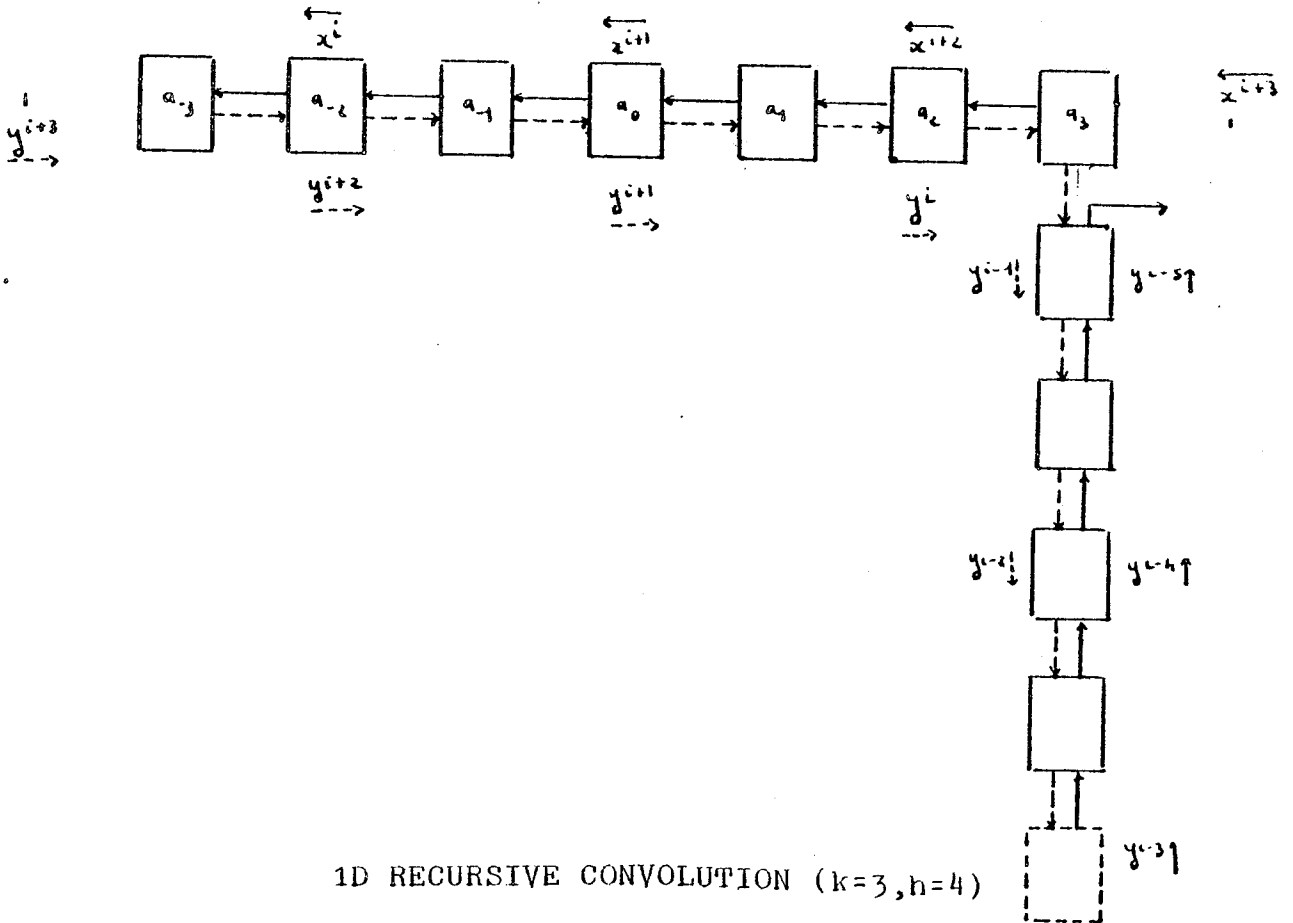 x^i x^{i+1} x^{i+2}
a_{-3} a_{-2} a_{-1} a_0 a_1 a_2 a_3
x^{i+3}
y^{i+3}
y^{i+2} y^{i+1} y^i
y^{i-1} y^{i-5}
y^{i-2} y^{i-4}
y^{i-3}
1D RECURSIVE CONVOLUTION (k=3,h=4)